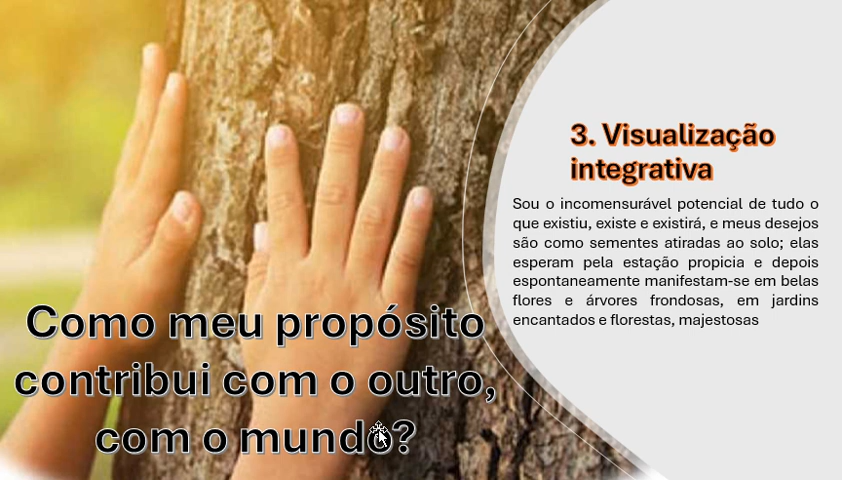 3. Visualização
integrativa
Sou o incomensurável potencial de tudo o
que existiu, existe e existirá, e meus desejos
são como sementes atiradas ao solo; elas
esperam pela estação propicia e depois
espontaneamente manifestam-se em belas
flores e árvores frondosas, em jardins
encantados e florestas, majestosas
Como meu propósito
contribui com o outro,
com o mundo?